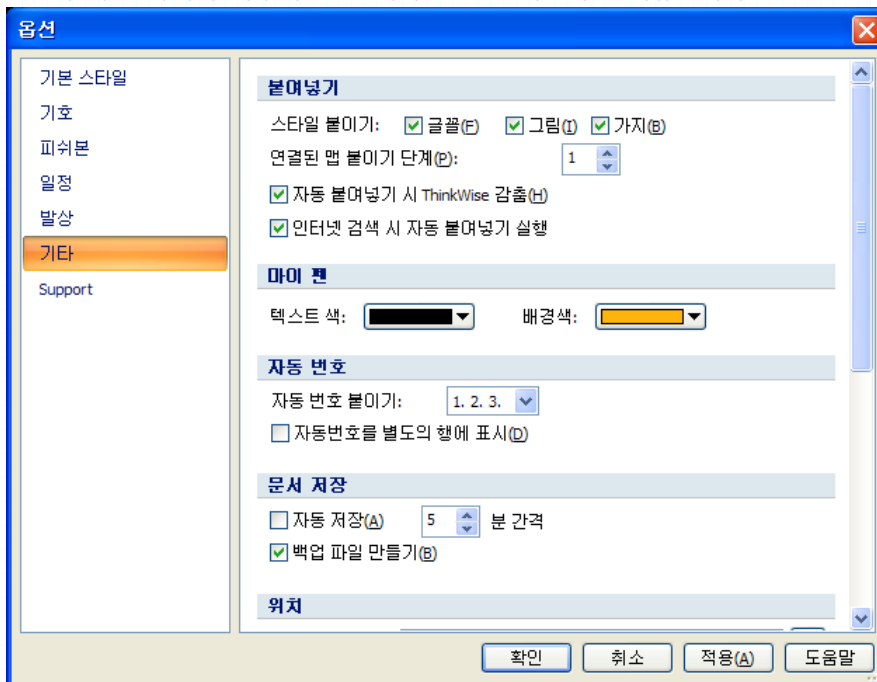 옵션
기본 스타일
기호
피쉬본
일정
발상
기타
Support
붙여넣기
스타일 붙이기: 글꼴(F) 그림(I) 가지(B)
연결된 맵 붙이기 단계(P): 1
자동 붙여넣기 시 ThinkWise 감춤(H)
인터넷 검색 시 자동 붙여넣기 실행
마이 펜
텍스트 색: 배경색:
자동 번호
자동 번호 붙이기: 1. 2. 3.
자동번호를 별도의 행에 표시(D)
문서 저장
자동 저장(A) 5 분 간격
백업 파일 만들기(B)
위치
확인 취소 적용(A) 도움말